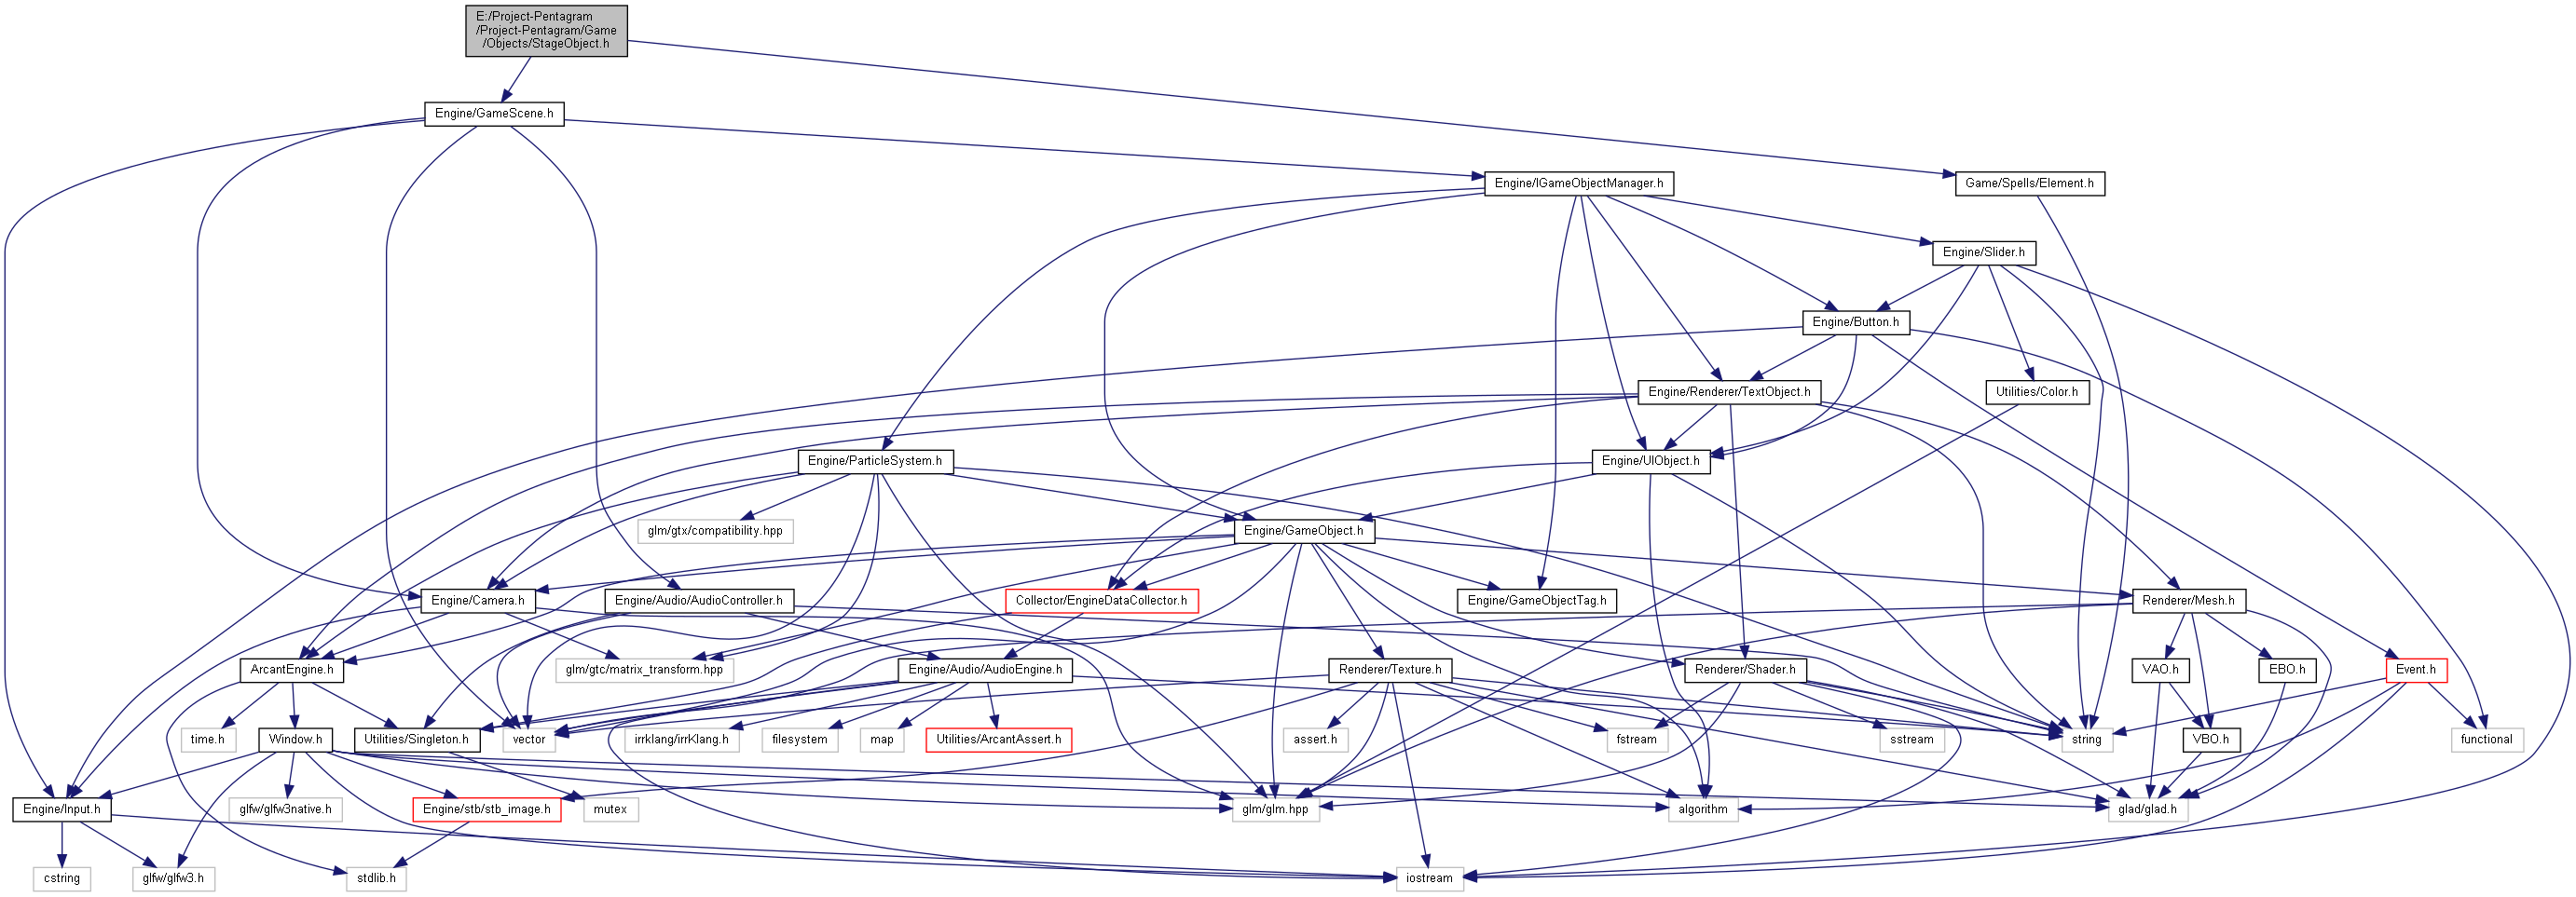 E:/Project-Pentagram
/Project-Pentagram/Game
/Objects/StageObject.h
Engine/GameScene.h
Engine/IGameObjectManager.h
Game/Spells/Element.h
Engine/Slider.h
Engine/Button.h
Engine/Renderer/TextObject.h
Utilities/Color.h
Engine/ParticleSystem.h
Engine/UIObject.h
glm/gtx/compatibility.hpp
Engine/GameObject.h
Engine/Camera.h
Engine/Audio/AudioController.h
Collector/EngineDataCollector.h
Engine/GameObjectTag.h
Renderer/Mesh.h
ArcantEngine.h
glm/gtc/matrix_transform.hpp
Engine/Audio/AudioEngine.h
Renderer/Texture.h
Renderer/Shader.h
VAO.h
EBO.h
Event.h
time.h
Window.h
Utilities/Singleton.h
vector
irrklang/irrKlang.h
filesystem
map
Utilities/ArcantAssert.h
assert.h
fstream
sstream
string
VBO.h
functional
Engine/Input.h
glfw/glfw3native.h
Engine/stb/stb_image.h
mutex
glm/glm.hpp
algorithm
glad/glad.h
cstring
glfw/glfw3.h
stdlib.h
iostream